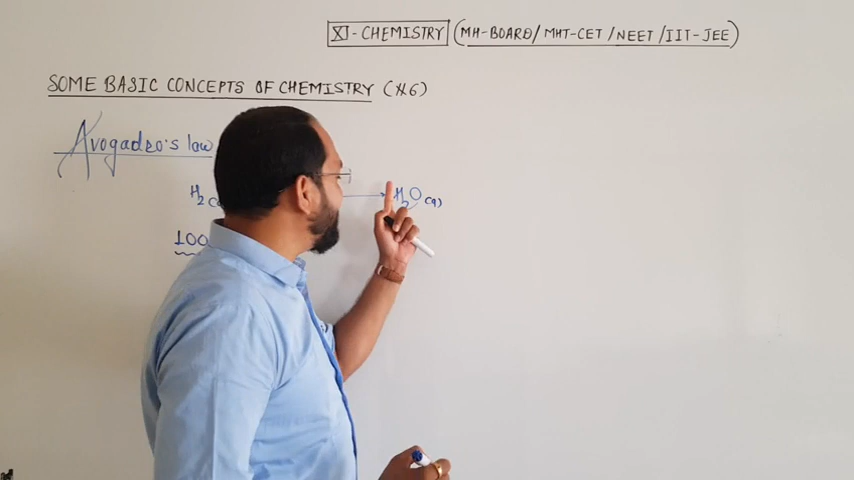 XI - CHEMISTRY (MH-BOARD/ MHT-CET /NEET /IIT-JEE)
SOME BASIC CONCEPTS OF CHEMISTRY (#6)
Avogadro's law
H2 → H2O (g)
100